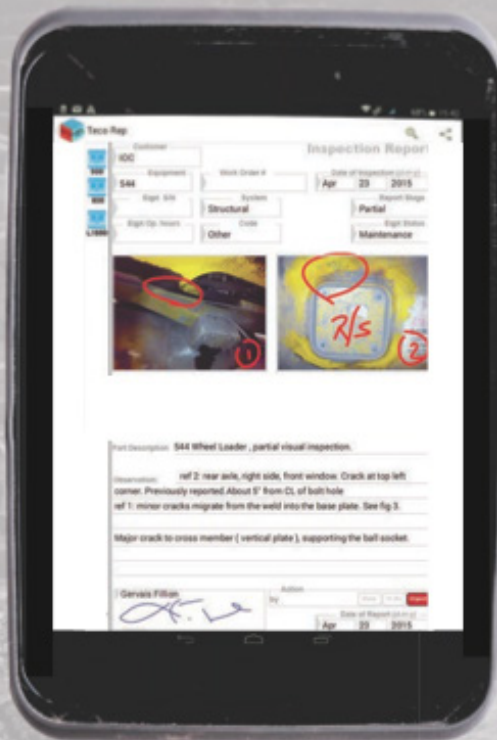 Teco Rep
Customer
IOC
Inspection Report
Equipment
544
Work Order #
Date of Inspection
Apr 23 2015
Eqpt. S/N
System
Structural
Report Stage
Partial
Eqpt Op. hours
Code
Other
Eqpt Status
Maintenance
1
R/S
2
Part Description: 544 Wheel Loader , partial visual inspection.
Observation: ref 2: rear axle, right side, front window. Crack at top left
corner. Previously reported. About 5" from CL of bolt hole
ref 1: minor cracks migrate from the weld into the base plate. See fig 3.
Major crack to cross member ( vertical plate ), supporting the ball socket.
Gervais Fillion
Action
by
Date of Report
Apr 23 2015